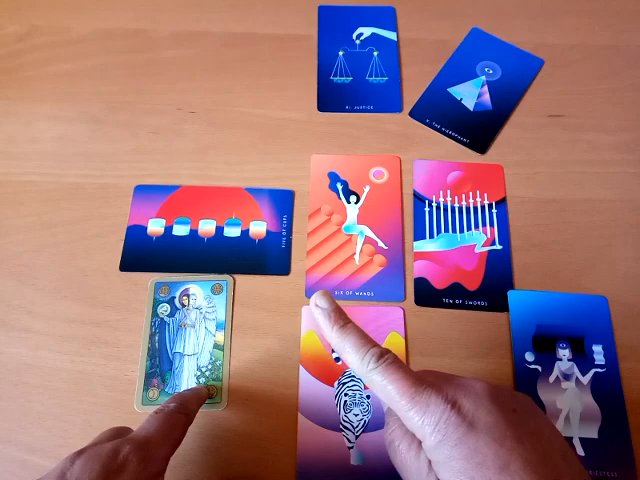 XI. JUSTICE
V. THE HIEROPHANT
FIVE OF CUPS
SIX OF WANDS
TEN OF SWORDS